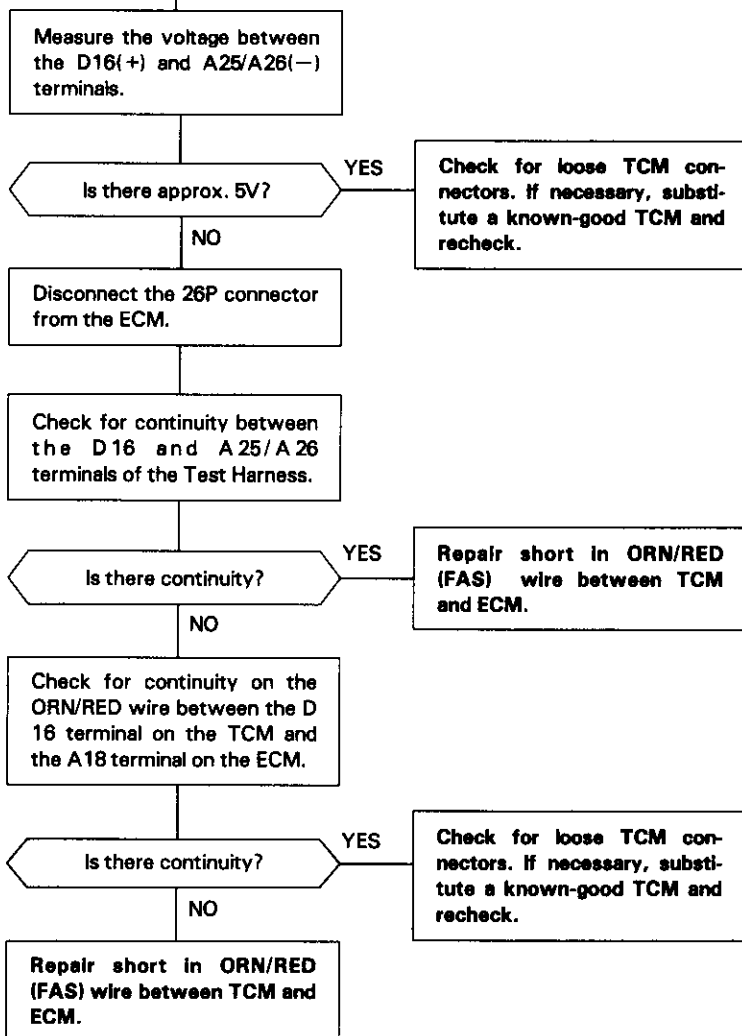 Measure the voltage between
the D16(+) and A25/A26(−)
terminals.
Is there approx. 5V?
YES
Check for loose TCM con-
nectors. If necessary, substi-
tute a known-good TCM and
recheck.
NO
Disconnect the 26P connector
from the ECM.
Check for continuity between
the D16 and A25/A26
terminals of the Test Harness.
Is there continuity?
YES
Repair short in ORN/RED
(FAS) wire between TCM
and ECM.
NO
Check for continuity on the
ORN/RED wire between the D
16 terminal on the TCM and
the A18 terminal on the ECM.
Is there continuity?
YES
Check for loose TCM con-
nectors. If necessary, substi-
tute a known-good TCM and
recheck.
NO
Repair short in ORN/RED
(FAS) wire between TCM and
ECM.